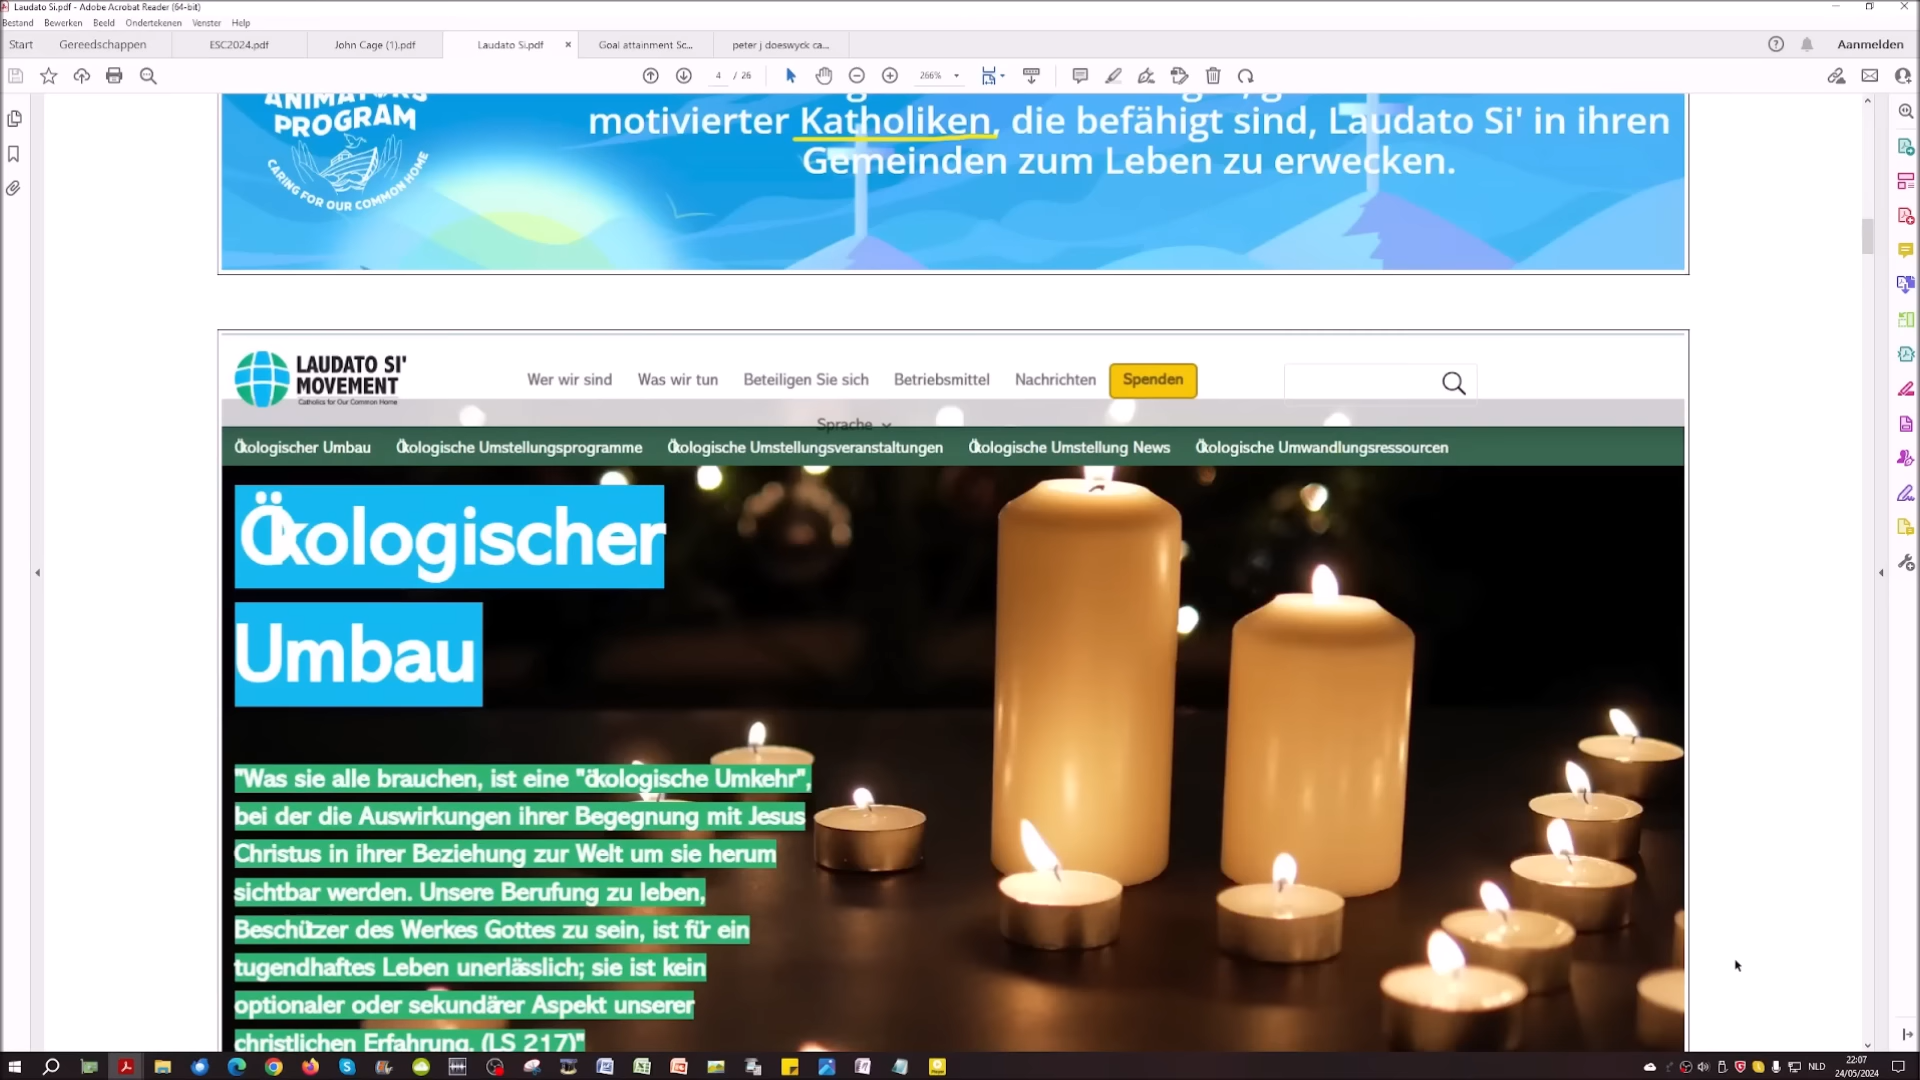 Laudato Si.pdf - Adobe Acrobat Reader (64-bit)
Bestand Bewerken Beeld Ondertekenen Venster Help
Start Gereedschappen ESC2024.pdf John Cage (1).pdf Laudato Si.pdf × Goal attainment Sc... peter j doeswyck ca... Aanmelden
4 / 26 266%
ANIMATORS
PROGRAM
CARING FOR OUR COMMON HOME
motivierter Katholiken, die befähigt sind, Laudato Si' in ihren
Gemeinden zum Leben zu erwecken.
LAUDATO SI'
MOVEMENT
Catholics for Our Common Home
Wer wir sind Was wir tun Beteiligen Sie sich Betriebsmittel Nachrichten Spenden
Sprache
Ökologischer Umbau Ökologische Umstellungsprogramme Ökologische Umstellungsveranstaltungen Ökologische Umstellung News Ökologische Umwandlungsressourcen
Ökologischer
Umbau
"Was sie alle brauchen, ist eine "ökologische Umkehr",
bei der die Auswirkungen ihrer Begegnung mit Jesus
Christus in ihrer Beziehung zur Welt um sie herum
sichtbar werden. Unsere Berufung zu leben,
Beschützer des Werkes Gottes zu sein, ist für ein
tugendhaftes Leben unerlässlich; sie ist kein
optionaler oder sekundärer Aspekt unserer
christlichen Erfahrung. (LS 217)"
NLD
22:07
24/05/2024